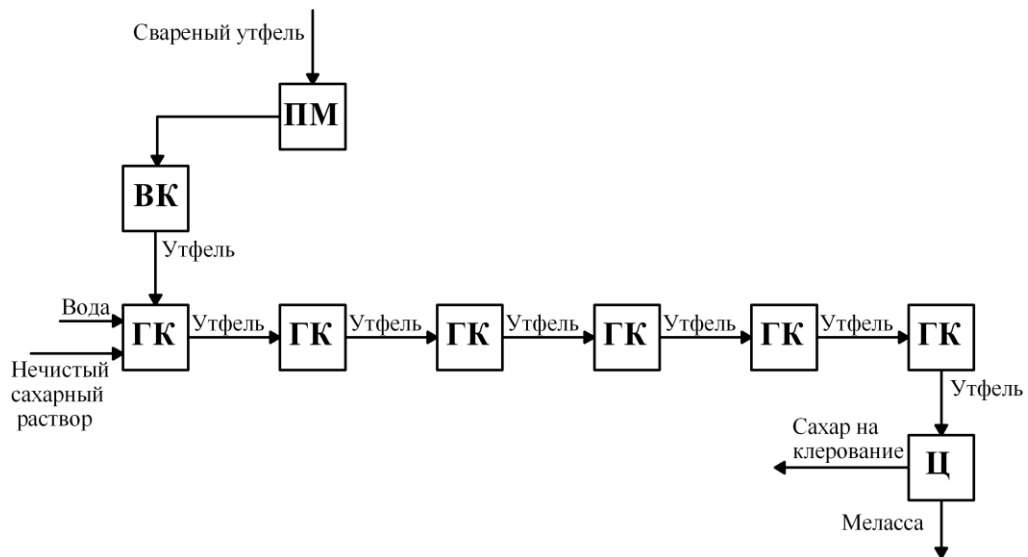 Свареный утфель
ПМ
ВК
Утфель
Вода
ГК
Утфель
ГК
Утфель
ГК
Утфель
ГК
Утфель
ГК
Утфель
ГК
Нечистый
сахарный
раствор
Утфель
Сахар на
клерование
Ц
Меласса